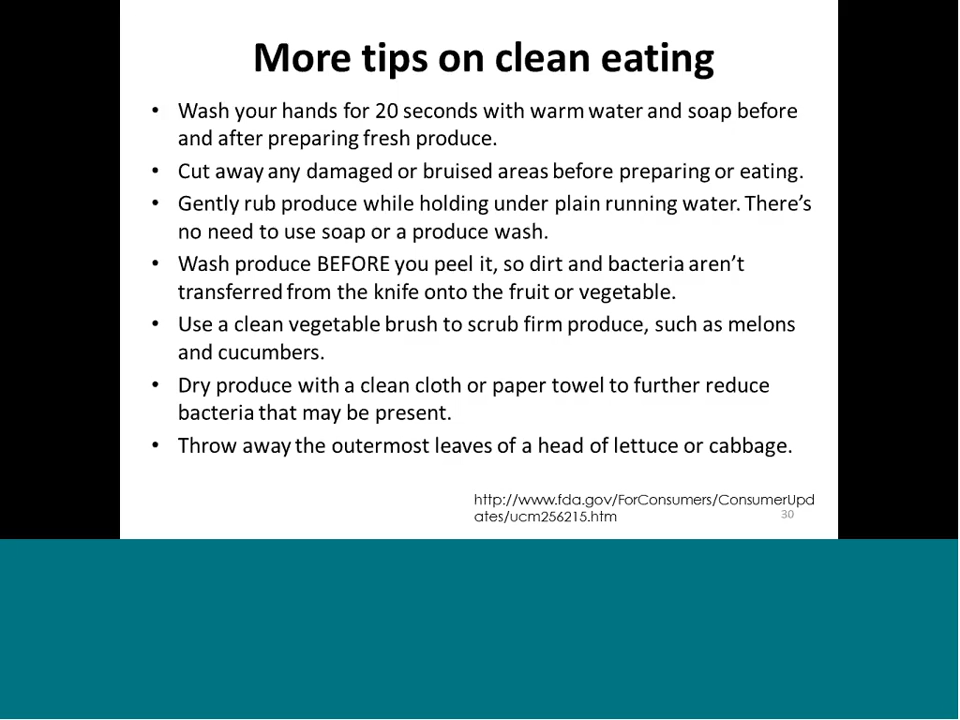 More tips on clean eating
• Wash your hands for 20 seconds with warm water and soap before
and after preparing fresh produce.
• Cut away any damaged or bruised areas before preparing or eating.
• Gently rub produce while holding under plain running water. There’s
no need to use soap or a produce wash.
• Wash produce BEFORE you peel it, so dirt and bacteria aren’t
transferred from the knife onto the fruit or vegetable.
• Use a clean vegetable brush to scrub firm produce, such as melons
and cucumbers.
• Dry produce with a clean cloth or paper towel to further reduce
bacteria that may be present.
• Throw away the outermost leaves of a head of lettuce or cabbage.
http://www.fda.gov/ForConsumers/ConsumerUpd
ates/ucm256215.htm
30